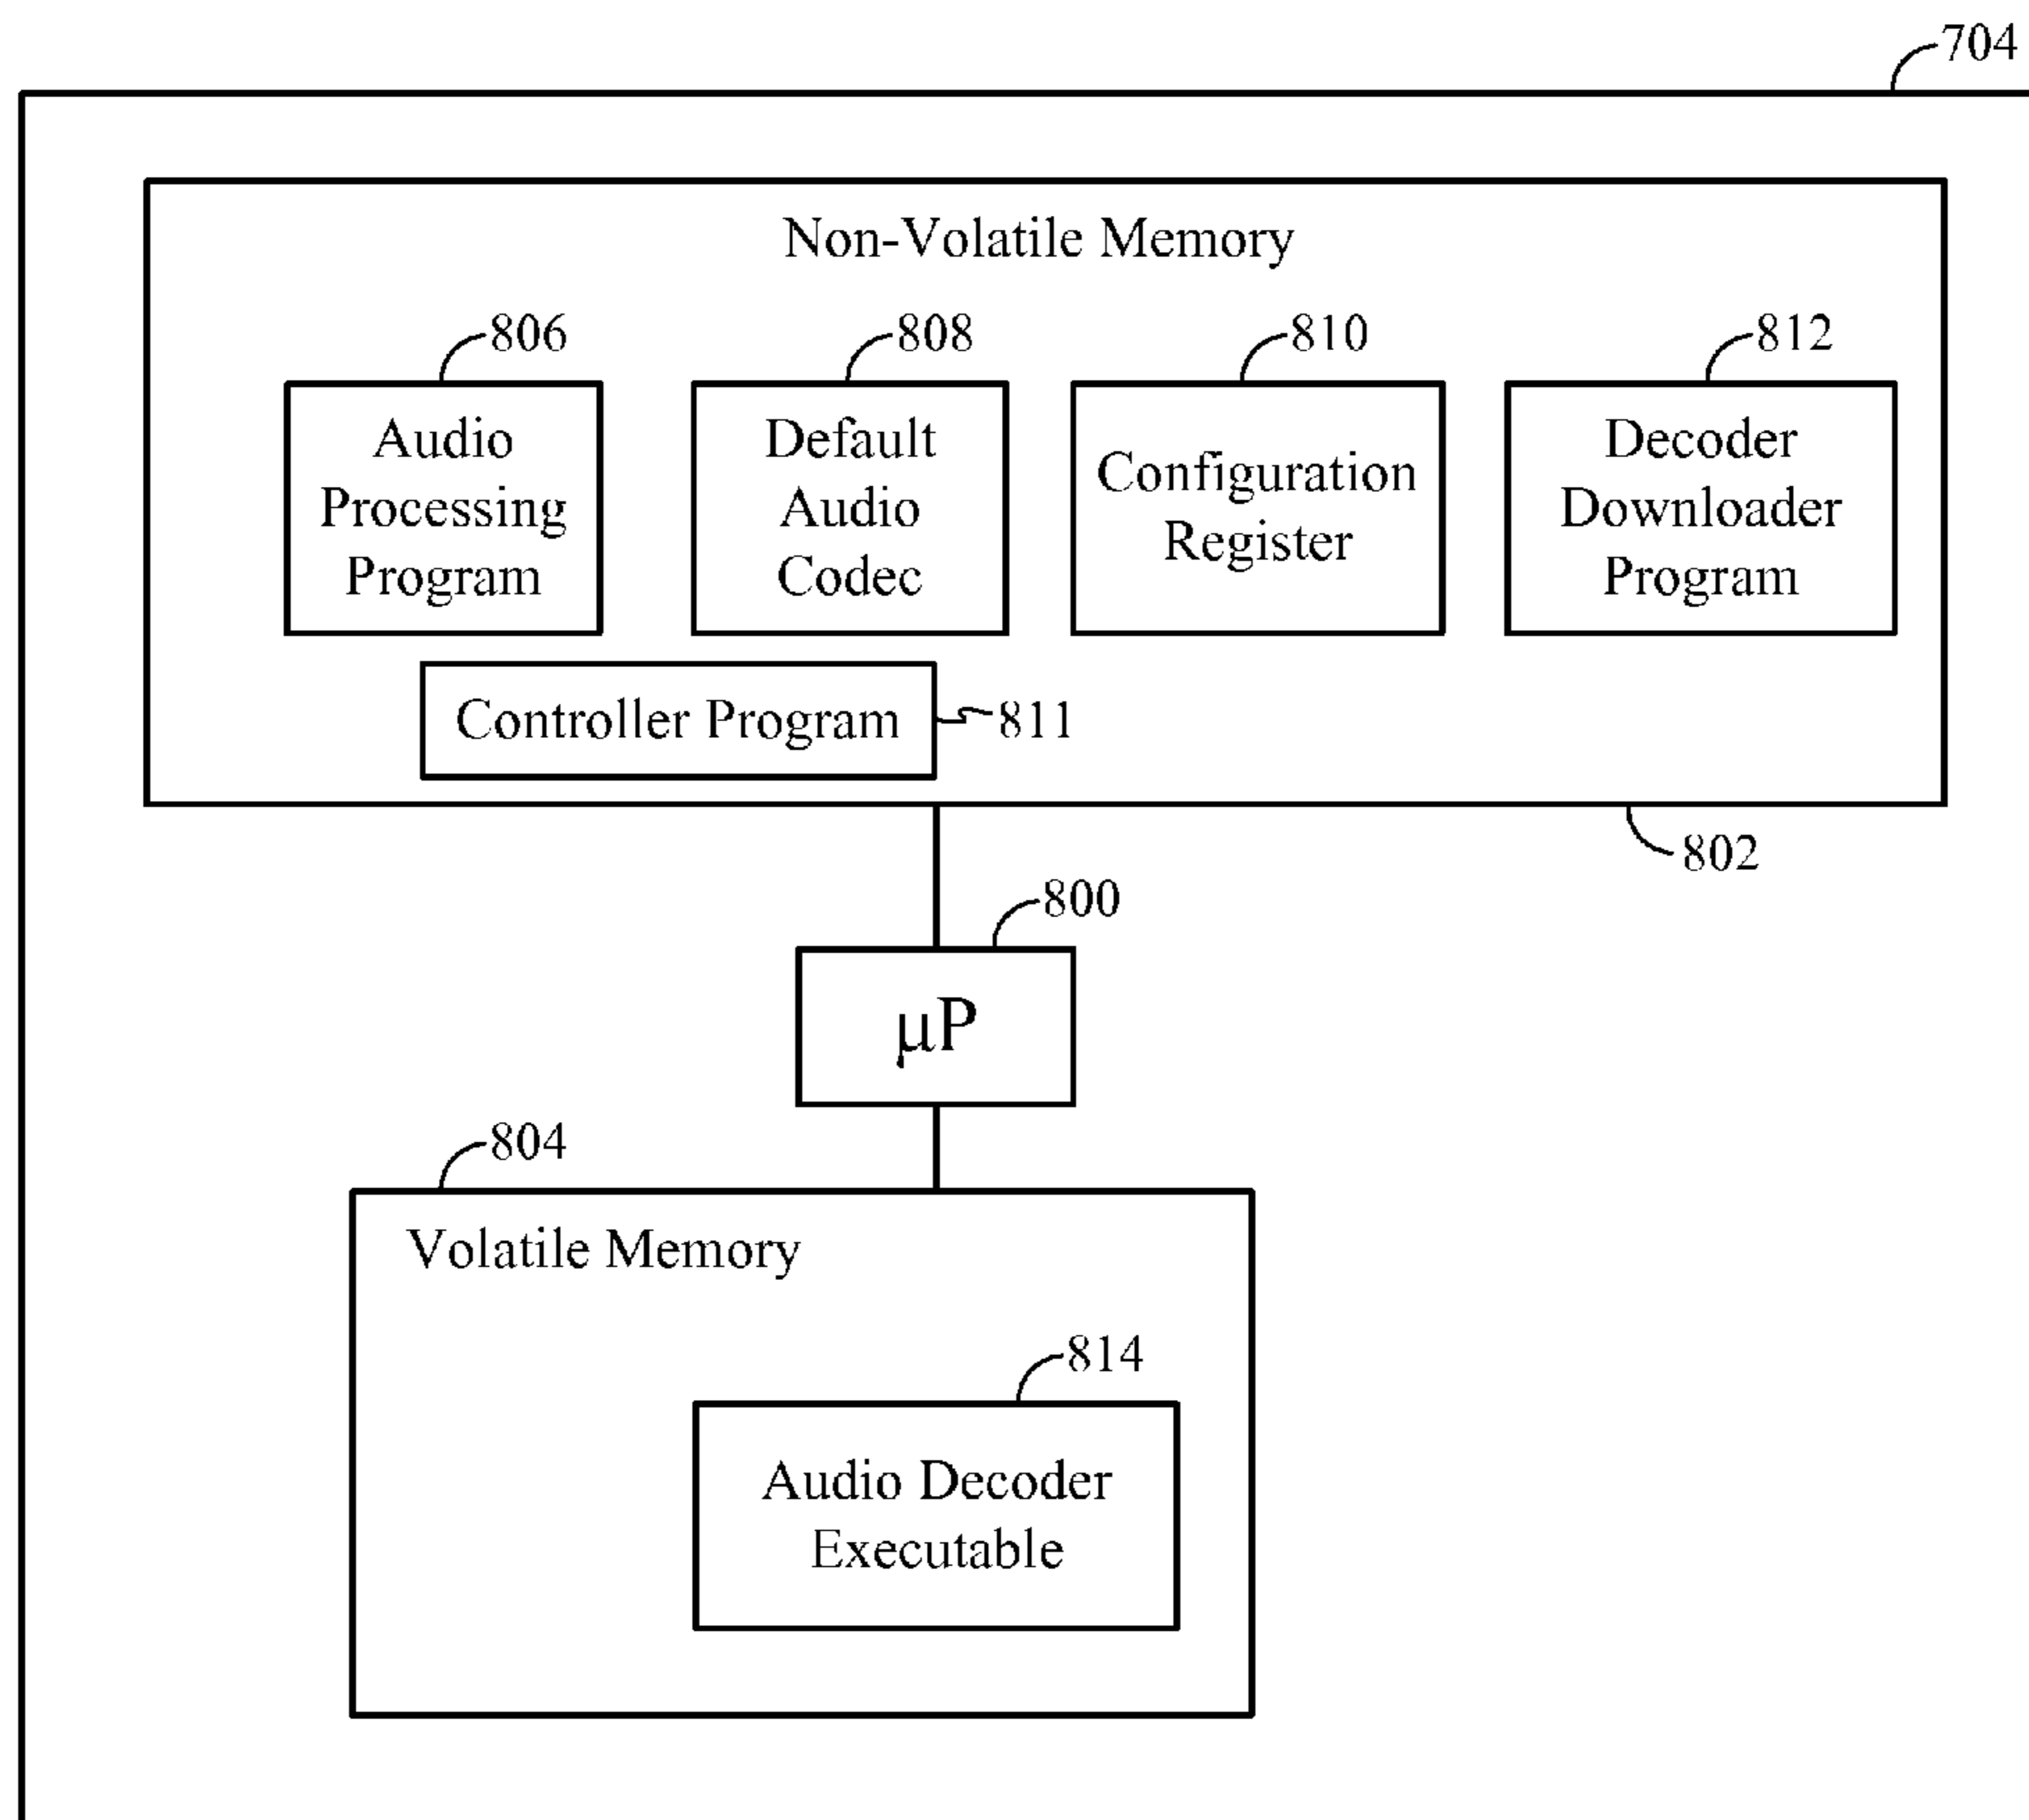 704
Non-Volatile Memory
806
808
810
812
Audio
Processing
Program
Default
Audio
Codec
Configuration
Register
Decoder
Downloader
Program
Controller Program
811
802
800
µP
804
Volatile Memory
814
Audio Decoder
Executable